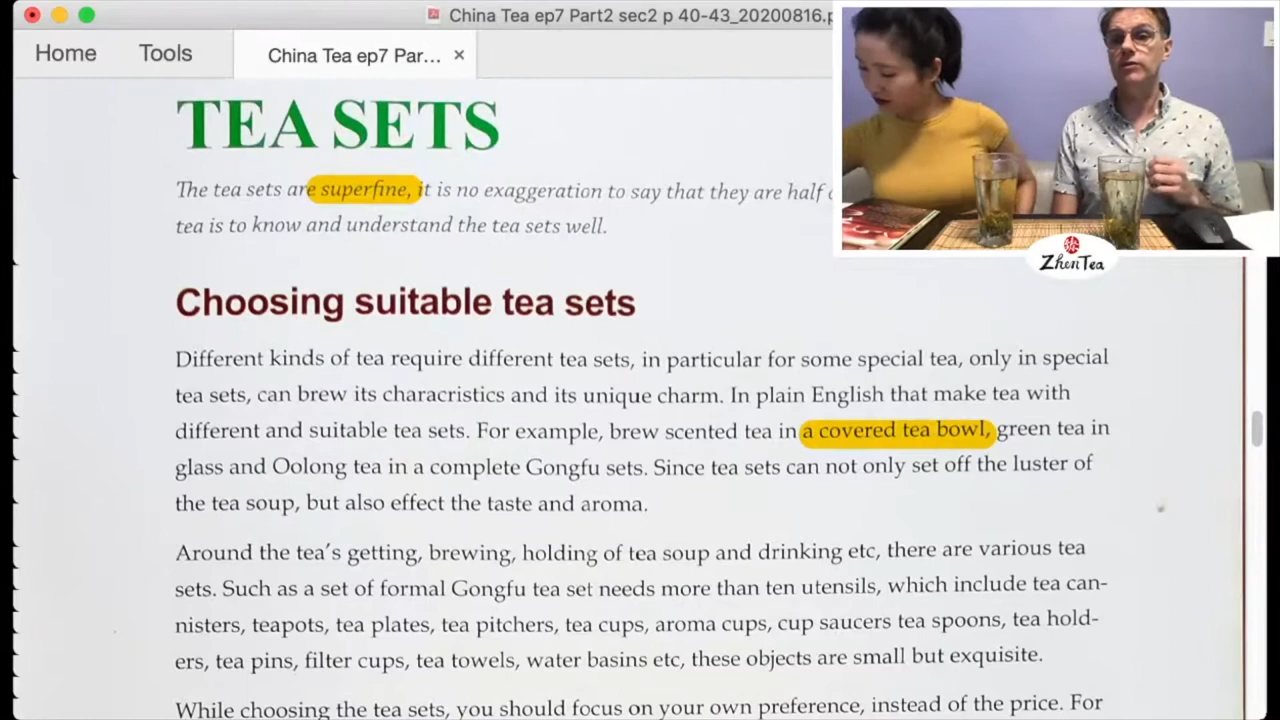 China Tea ep7 Part2 sec2 p 40-43_20200816.p
Home Tools China Tea ep7 Par... ×
TEA SETS
The tea sets are superfine, it is no exaggeration to say that they are half
tea is to know and understand the tea sets well.
Choosing suitable tea sets
Different kinds of tea require different tea sets, in particular for some special tea, only in special
tea sets, can brew its characristics and its unique charm. In plain English that make tea with
different and suitable tea sets. For example, brew scented tea in a covered tea bowl, green tea in
glass and Oolong tea in a complete Gongfu sets. Since tea sets can not only set off the luster of
the tea soup, but also effect the taste and aroma.
Around the tea's getting, brewing, holding of tea soup and drinking etc, there are various tea
sets. Such as a set of formal Gongfu tea set needs more than ten utensils, which include tea can-
nisters, teapots, tea plates, tea pitchers, tea cups, aroma cups, cup saucers tea spoons, tea hold-
ers, tea pins, filter cups, tea towels, water basins etc, these objects are small but exquisite.
While choosing the tea sets, you should focus on your own preference, instead of the price. For
ZhenTea